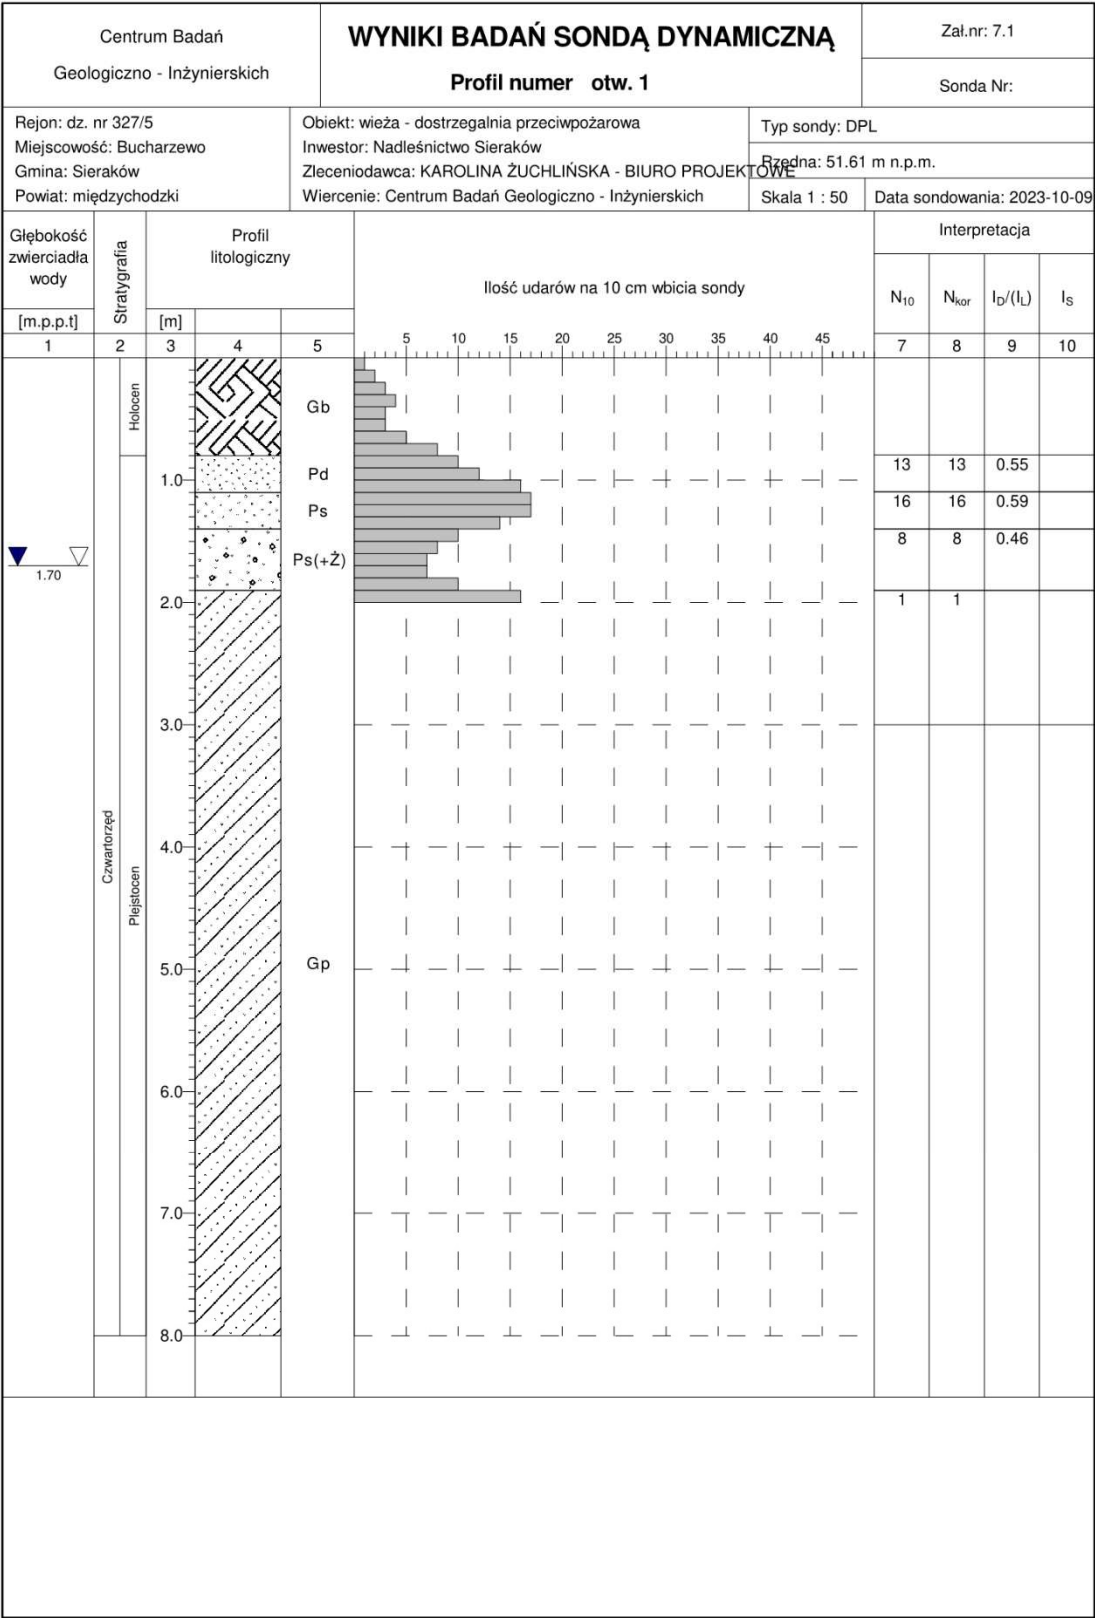 Centrum Badań
Geologiczno - Inżynierskich
WYNIKI BADAŃ SONDĄ DYNAMICZNĄ
Profil numer otw. 1
Zał.nr: 7.1
Sonda Nr:
Rejon: dz. nr 327/5
Miejscowość: Bucharzewo
Gmina: Sieraków
Powiat: międzychodzki
Obiekt: wieża - dostrzegalnia przeciwpożarowa
Inwestor: Nadleśnictwo Sieraków
Zleceniodawca: KAROLINA ŻUCHLIŃSKA - BIURO PROJEKTOWE
Wiercenie: Centrum Badań Geologiczno - Inżynierskich
Typ sondy: DPL
Rzędna: 51.61 m n.p.m.
Skala 1 : 50
Data sondowania: 2023-10-09
Głębokość
zwierciadła
wody
[m.p.p.t]
Stratygrafia
Profil
litologiczny
[m]
Ilość udarów na 10 cm wbicia sondy
Interpretacja
N10 Nkor ID/(IL) IS
1 2 3 4 5 5 10 15 20 25 30 35 40 45 7 8 9 10
Holocen
Gb
Pd
13 13 0.55
1.0
Ps
16 16 0.59
8 8 0.46
Ps(+Ż)
1.70
1 1
2.0
3.0
4.0
Czwartorzęd
Plejstocen
Gp
5.0
6.0
7.0
8.0